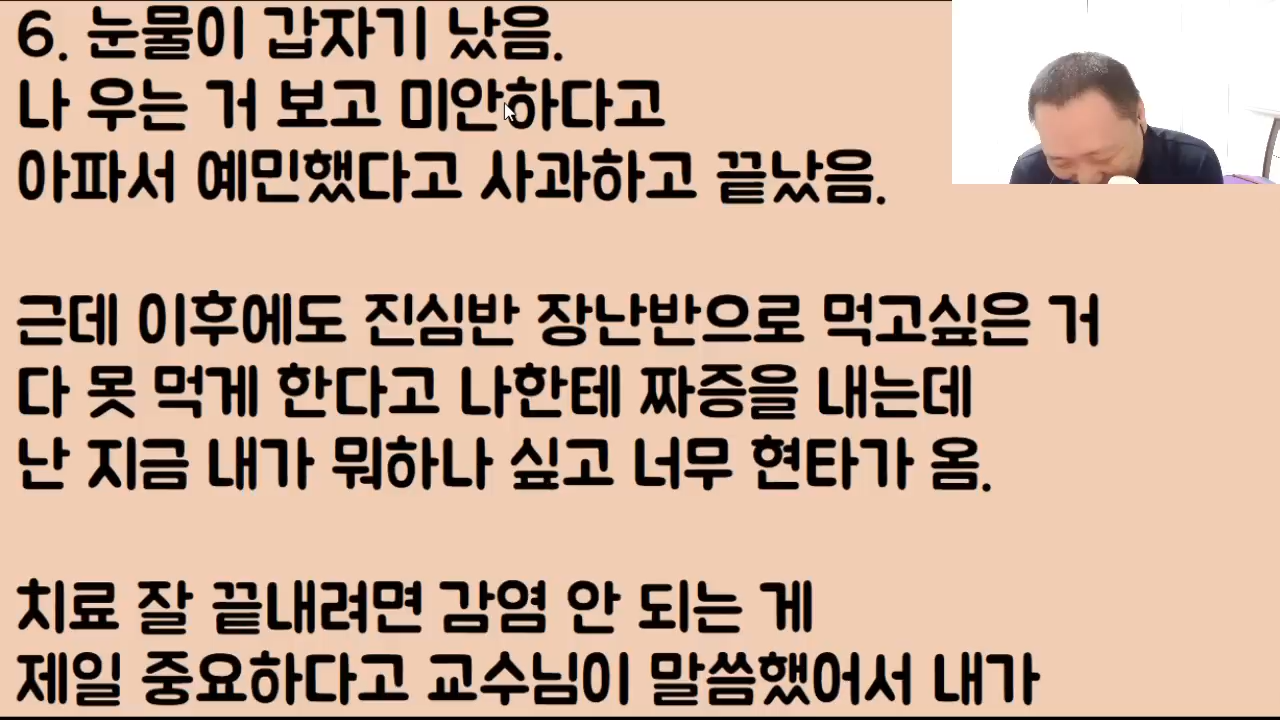 6. 눈물이 갑자기 났음.
나 우는 거 보고 미안하다고
아파서 예민했다고 사과하고 끝났음.
근데 이후에도 진심반 장난반으로 먹고싶은 거
다 못 먹게 한다고 나한테 짜증을 내는데
난 지금 내가 뭐하나 싶고 너무 현타가 옴.
치료 잘 끝내려면 감염 안 되는 게
제일 중요하다고 교수님이 말씀했어서 내가